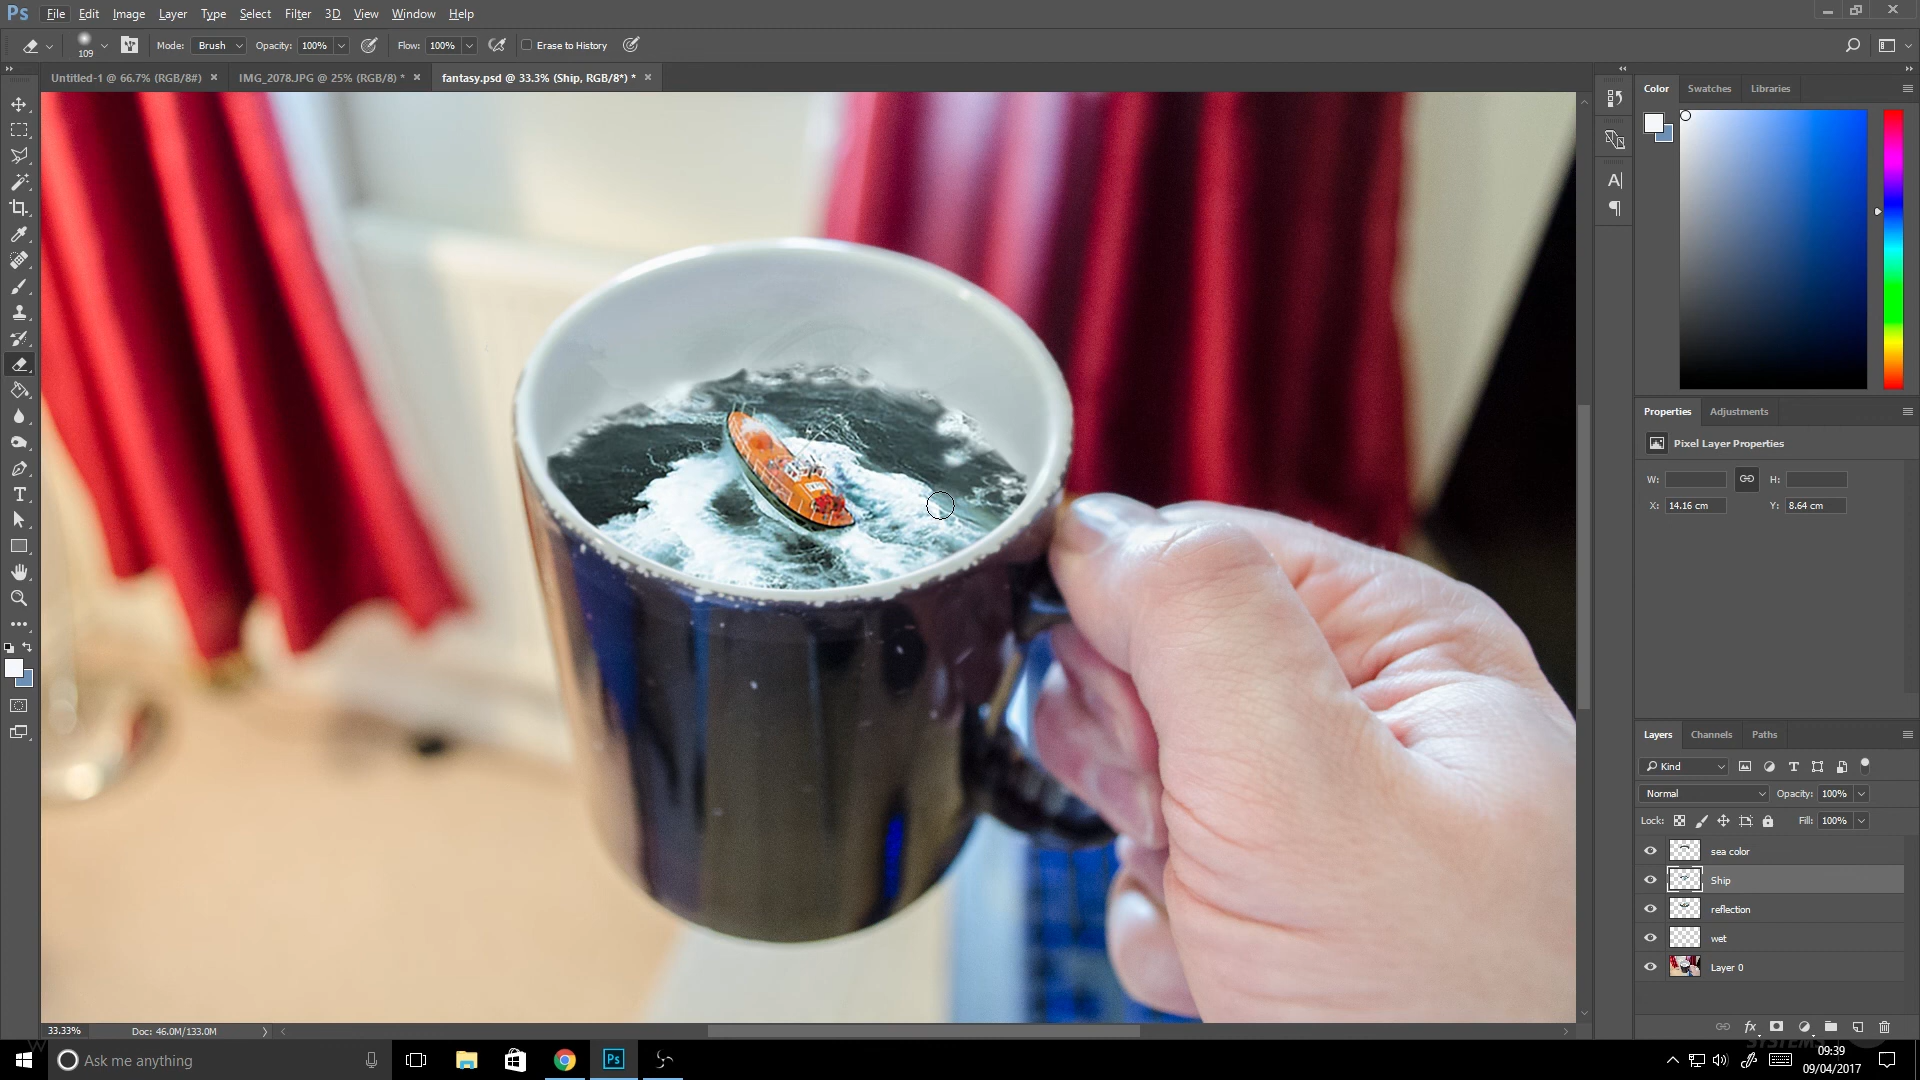 Ps File Edit Image Layer Type Select Filter 3D View Window Help
109 Mode: Brush Opacity: 100% Flow: 100% Erase to History
Untitled-1 @ 66.7% (RGB/8#) × IMG_2078.JPG @ 25% (RGB/8) * × fantasy.psd @ 33.3% (Ship, RGB/8*) * ×
Color Swatches Libraries
Properties Adjustments
Pixel Layer Properties
W: H:
X: 14.16 cm Y: 8.64 cm
Layers Channels Paths
Kind
Normal Opacity: 100%
Lock: Fill: 100%
sea color
Ship
reflection
wet
Layer 0
33.33% Doc: 46.0M/133.0M
SYSTEMS
Ask me anything
Ps
09:39
09/04/2017